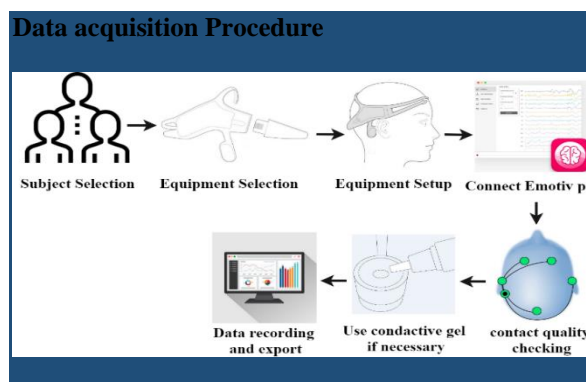 Data acquisition Procedure
Subject Selection
Equipment Selection
Equipment Setup
Connect Emotiv p
contact quality
checking
Use condactive gel
if necessary
Data recording
and export